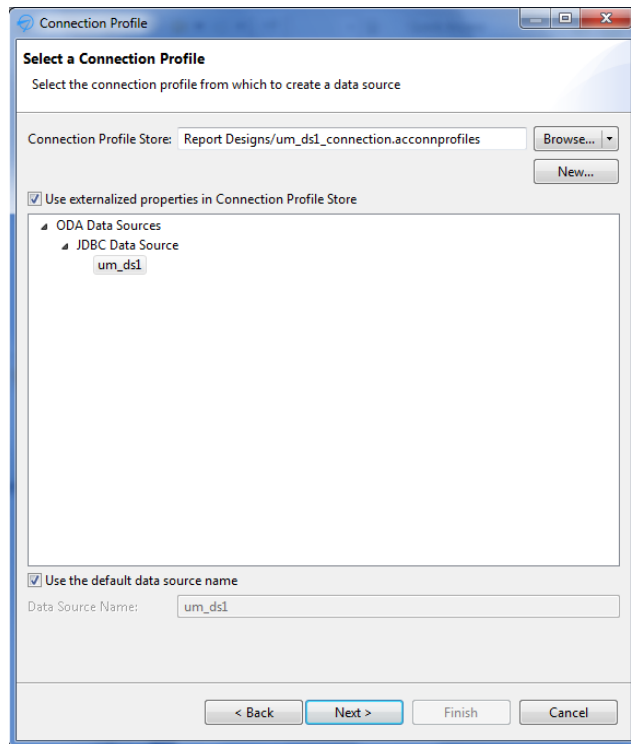 Connection Profile
Select a Connection Profile
Select the connection profile from which to create a data source
Connection Profile Store: Report Designs/um_ds1_connection.acconnprofiles Browse...
New...
Use externalized properties in Connection Profile Store
ODA Data Sources
JDBC Data Source
um_ds1
Use the default data source name
Data Source Name: um_ds1
< Back Next > Finish Cancel